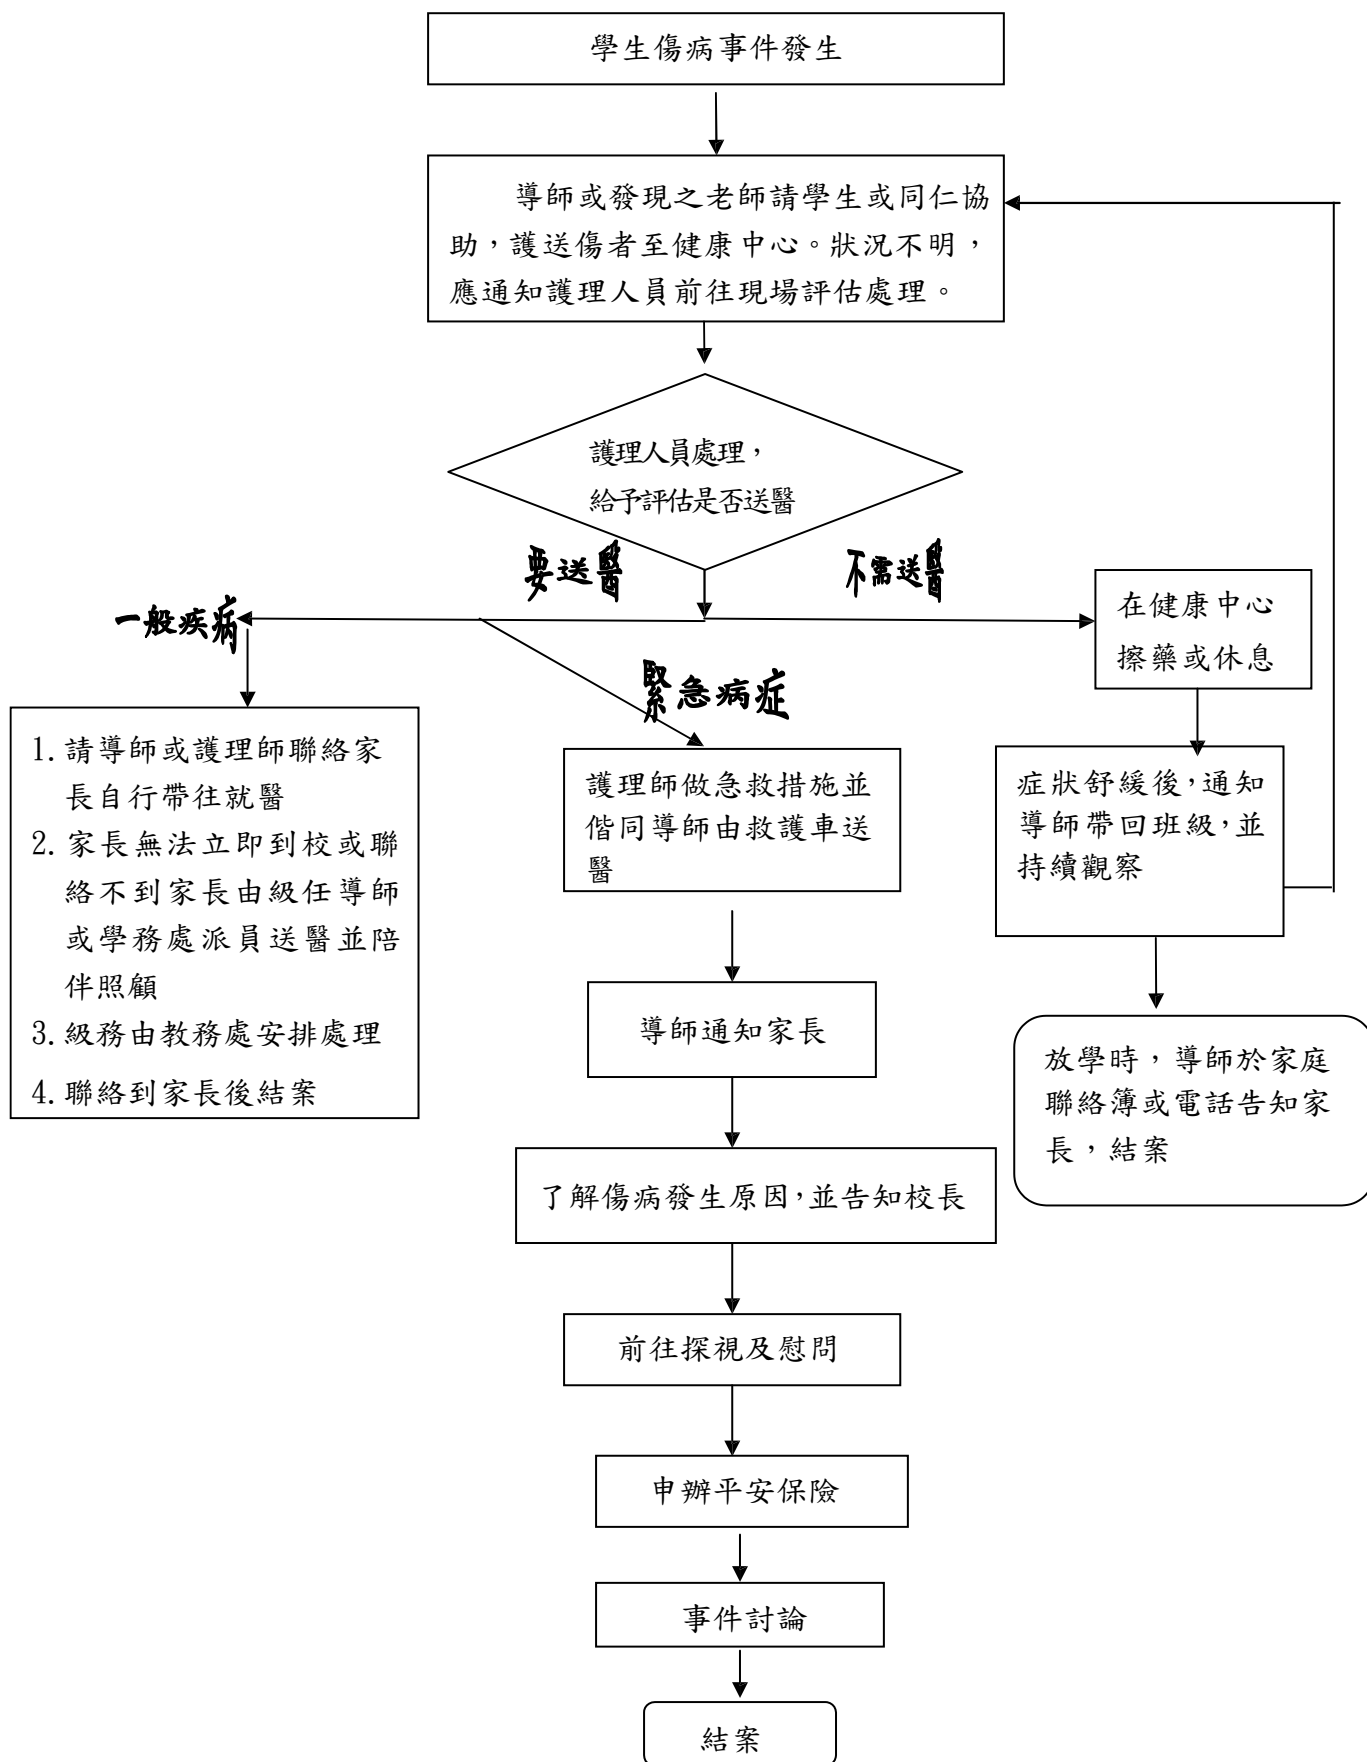 學生傷病事件發生
導師或發現之老師請學生或同仁協
助，護送傷者至健康中心。狀況不明，
應通知護理人員前往現場評估處理。
護理人員處理，
給予評估是否送醫
要送醫
不需送醫
一般疾病
緊急病症
在健康中心
擦藥或休息
1.請導師或護理師聯絡家
長自行帶往就醫
2.家長無法立即到校或聯
絡不到家長由級任導師
或學務處派員送醫並陪
伴照顧
3.級務由教務處安排處理
4.聯絡到家長後結案
護理師做急救措施並
偕同導師由救護車送
醫
症狀舒緩後，通知
導師帶回班級，並
持續觀察
導師通知家長
放學時，導師於家庭
聯絡簿或電話告知家
長，結案
了解傷病發生原因，並告知校長
前往探視及慰問
申辦平安保險
事件討論
結案